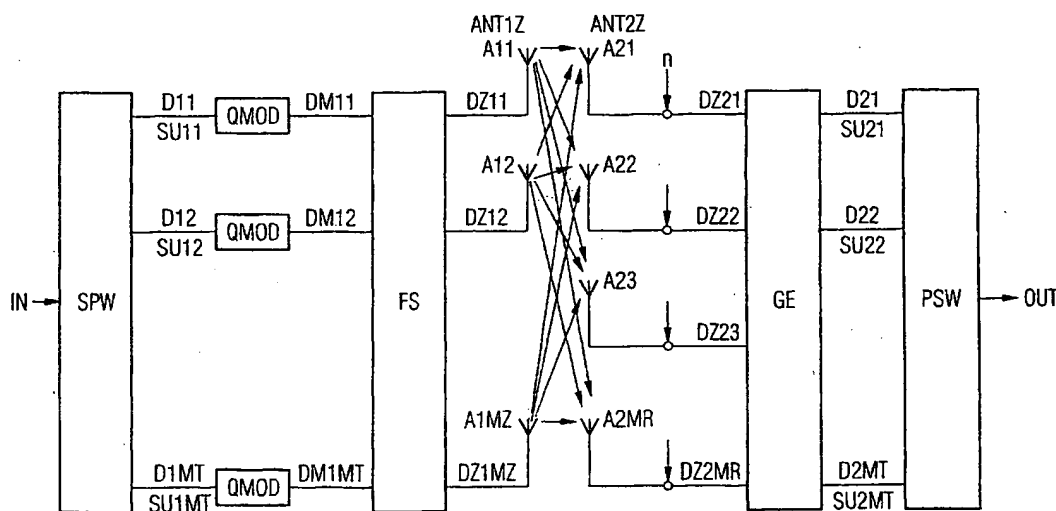 ANT1Z ANT2Z
A11 A21
n
D11 QMOD DM11 DZ11 DZ21 D21
SU11 SU21
A12 A22
D12 QMOD DM12 DZ12 DZ22 D22
SU12 SU22
A23
IN SPW FS GE PSW OUT
DZ23
A1MZ A2MR
D1MT QMOD DM1MT DZ1MZ DZ2MR D2MT
SU1MT SU2MT